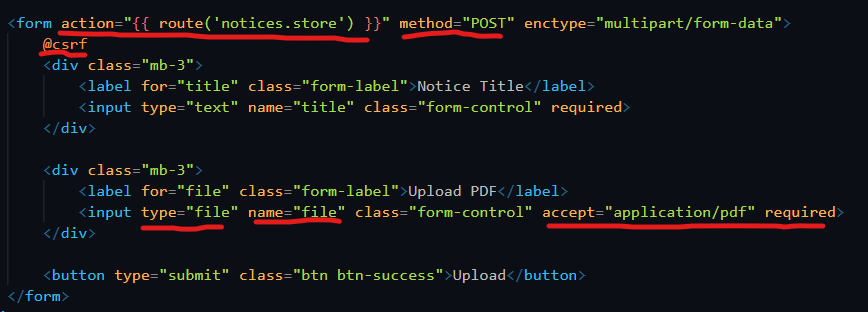 <form action="{{ route('notices.store') }}" method="POST" enctype="multipart/form-data">
@csrf
<div class="mb-3">
<label for="title" class="form-label">Notice Title</label>
<input type="text" name="title" class="form-control" required>
</div>
<div class="mb-3">
<label for="file" class="form-label">Upload PDF</label>
<input type="file" name="file" class="form-control" accept="application/pdf" required>
</div>
<button type="submit" class="btn btn-success">Upload</button>
</form>